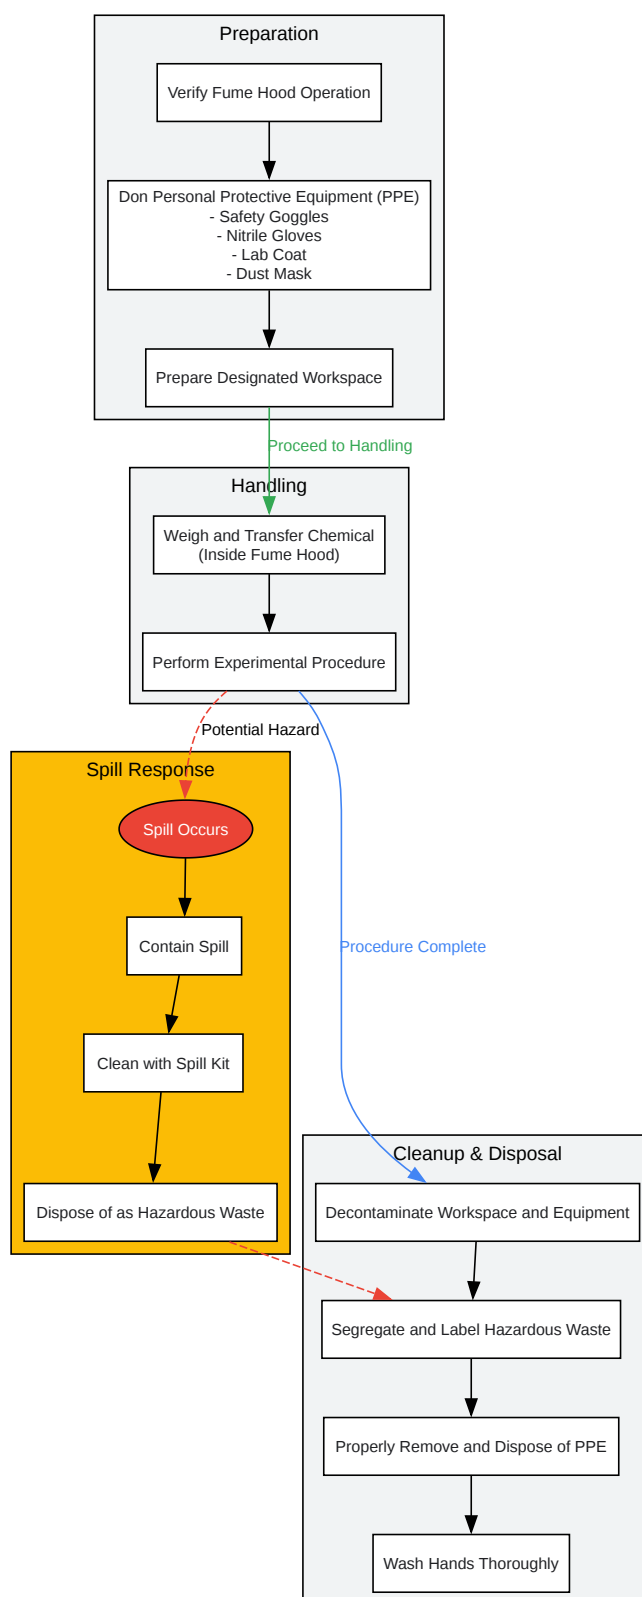 Preparation
Verify Fume Hood Operation
Don Personal Protective Equipment (PPE)
- Safety Goggles
- Nitrile Gloves
- Lab Coat
- Dust Mask
Prepare Designated Workspace
Proceed to Handling
Handling
Weigh and Transfer Chemical
(Inside Fume Hood)
Perform Experimental Procedure
Potential Hazard
Spill Response
Spill Occurs
Contain Spill
Procedure Complete
Clean with Spill Kit
Dispose of as Hazardous Waste
Cleanup & Disposal
Decontaminate Workspace and Equipment
Segregate and Label Hazardous Waste
Properly Remove and Dispose of PPE
Wash Hands Thoroughly